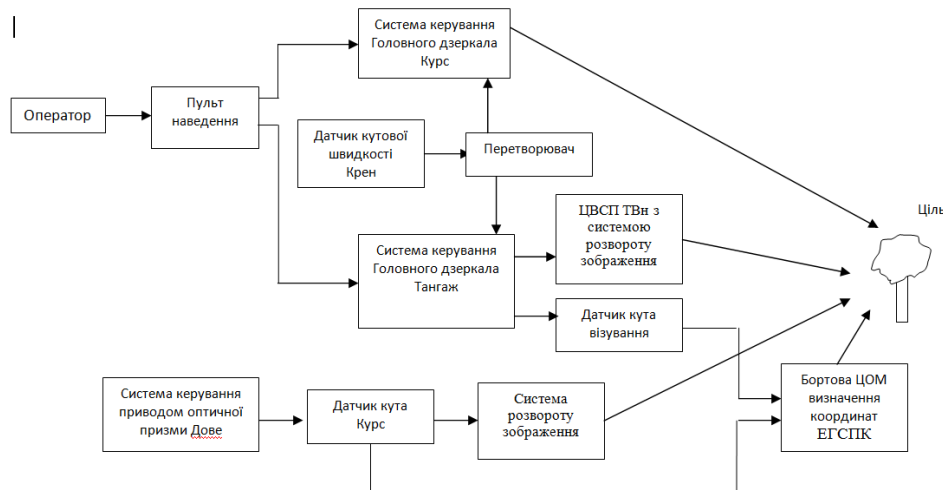 Система керування
Головного дзеркала
Курс
Оператор
Пульт
наведення
Датчик кутової
швидкості
Крен
Перетворювач
Ціль
ЦВСП ТВн з
системою
розвороту
зображення
Система керування
Головного дзеркала
Тангаж
Датчик кута
візування
Система керування
приводом оптичної
призми Дове
Датчик кута
Курс
Система
розвороту
зображення
Бортова ЦОМ
визначення
координат
ЕГСПК